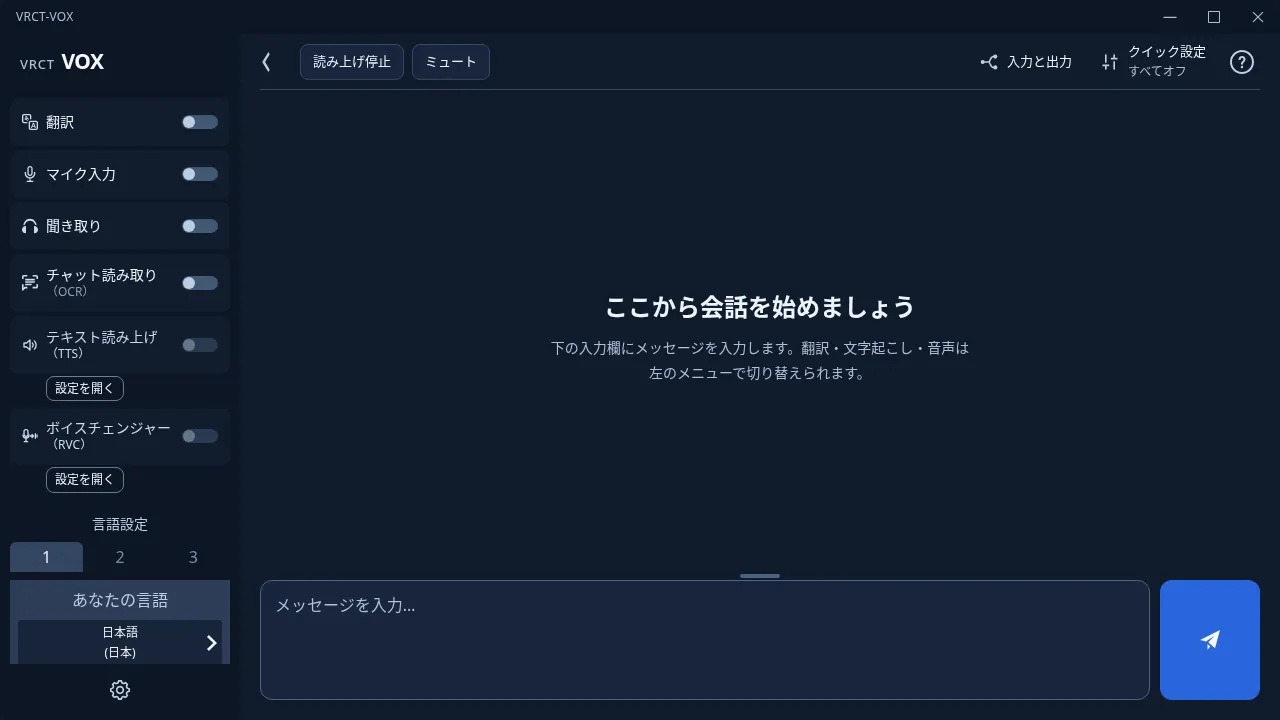 VRCT-VOX
VRCT VOX
翻訳
マイク入力
聞き取り
チャット読み取り
（OCR）
テキスト読み上げ
（TTS）
設定を開く
ボイスチェンジャー
（RVC）
設定を開く
言語設定
1 2 3
あなたの言語
日本語
(日本)
読み上げ停止 ミュート
入力と出力
クイック設定
すべてオフ
?
ここから会話を始めましょう
下の入力欄にメッセージを入力します。翻訳・文字起こし・音声は
左のメニューで切り替えられます。
メッセージを入力...